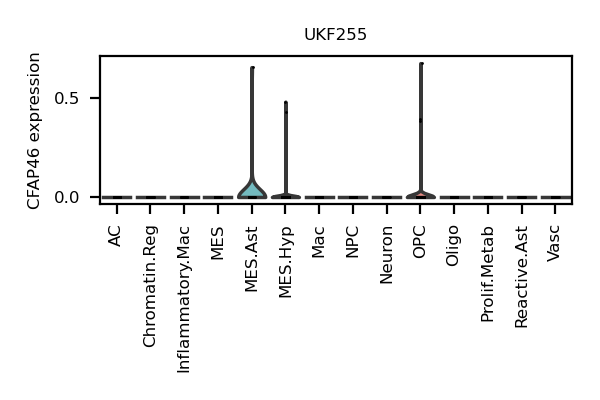 UKF255
CFAP46 expression
0.5
0.0
AC
Chromatin.Reg
Inflammatory.Mac
MES
MES.Ast
MES.Hyp
Mac
NPC
Neuron
OPC
Oligo
Prolif.Metab
Reactive.Ast
Vasc